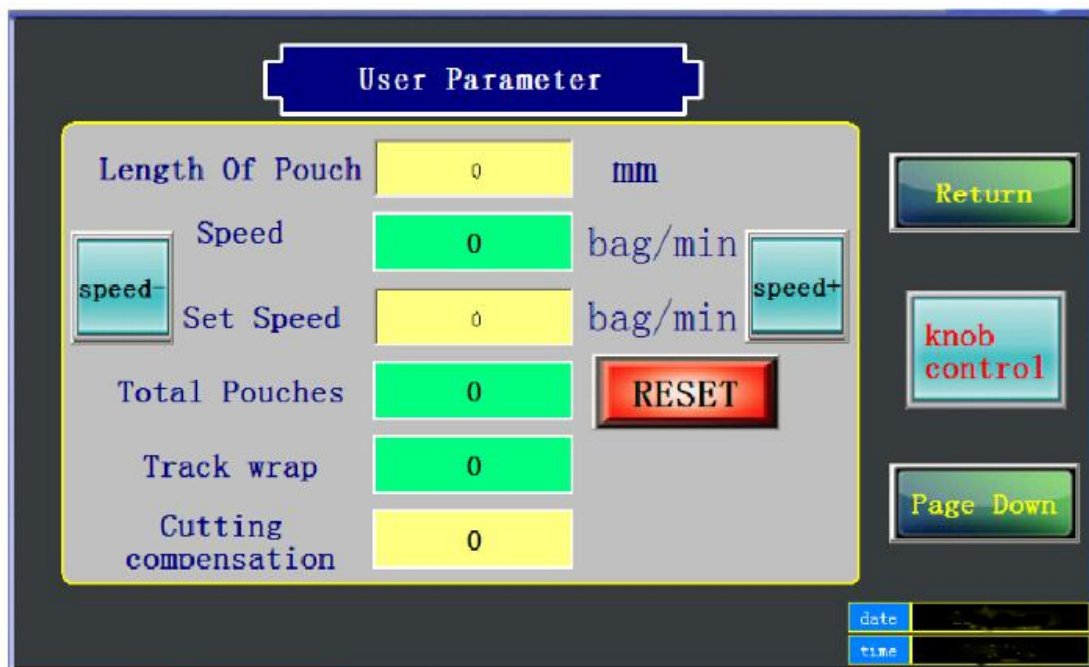 User Parameter
Length Of Pouch 0 mm
Speed 0 bag/min
speed-
speed+
Set Speed 0 bag/min
Total Pouches 0 RESET
Track wrap 0
Cutting
compensation 0
Return
knob
control
Page Down
date
time